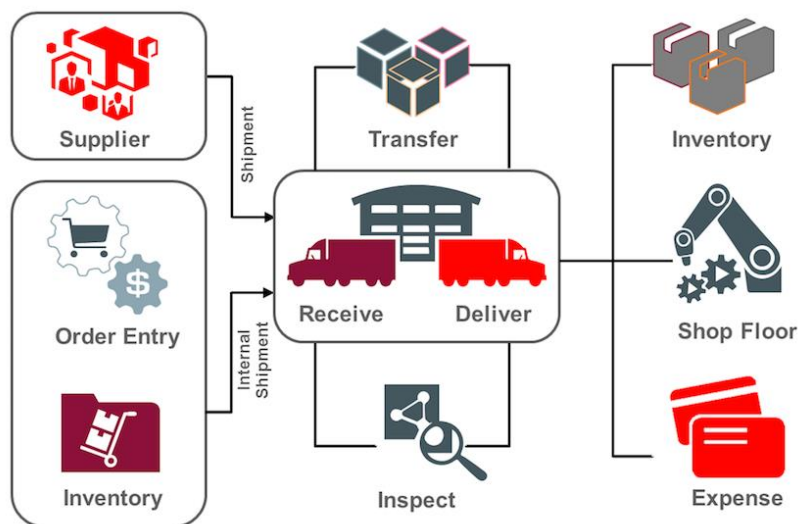 Supplier
Shipment
Transfer
Inventory
Order Entry
$
Receive
Deliver
Shop Floor
Internal
Shipment
Inventory
Inspect
Expense